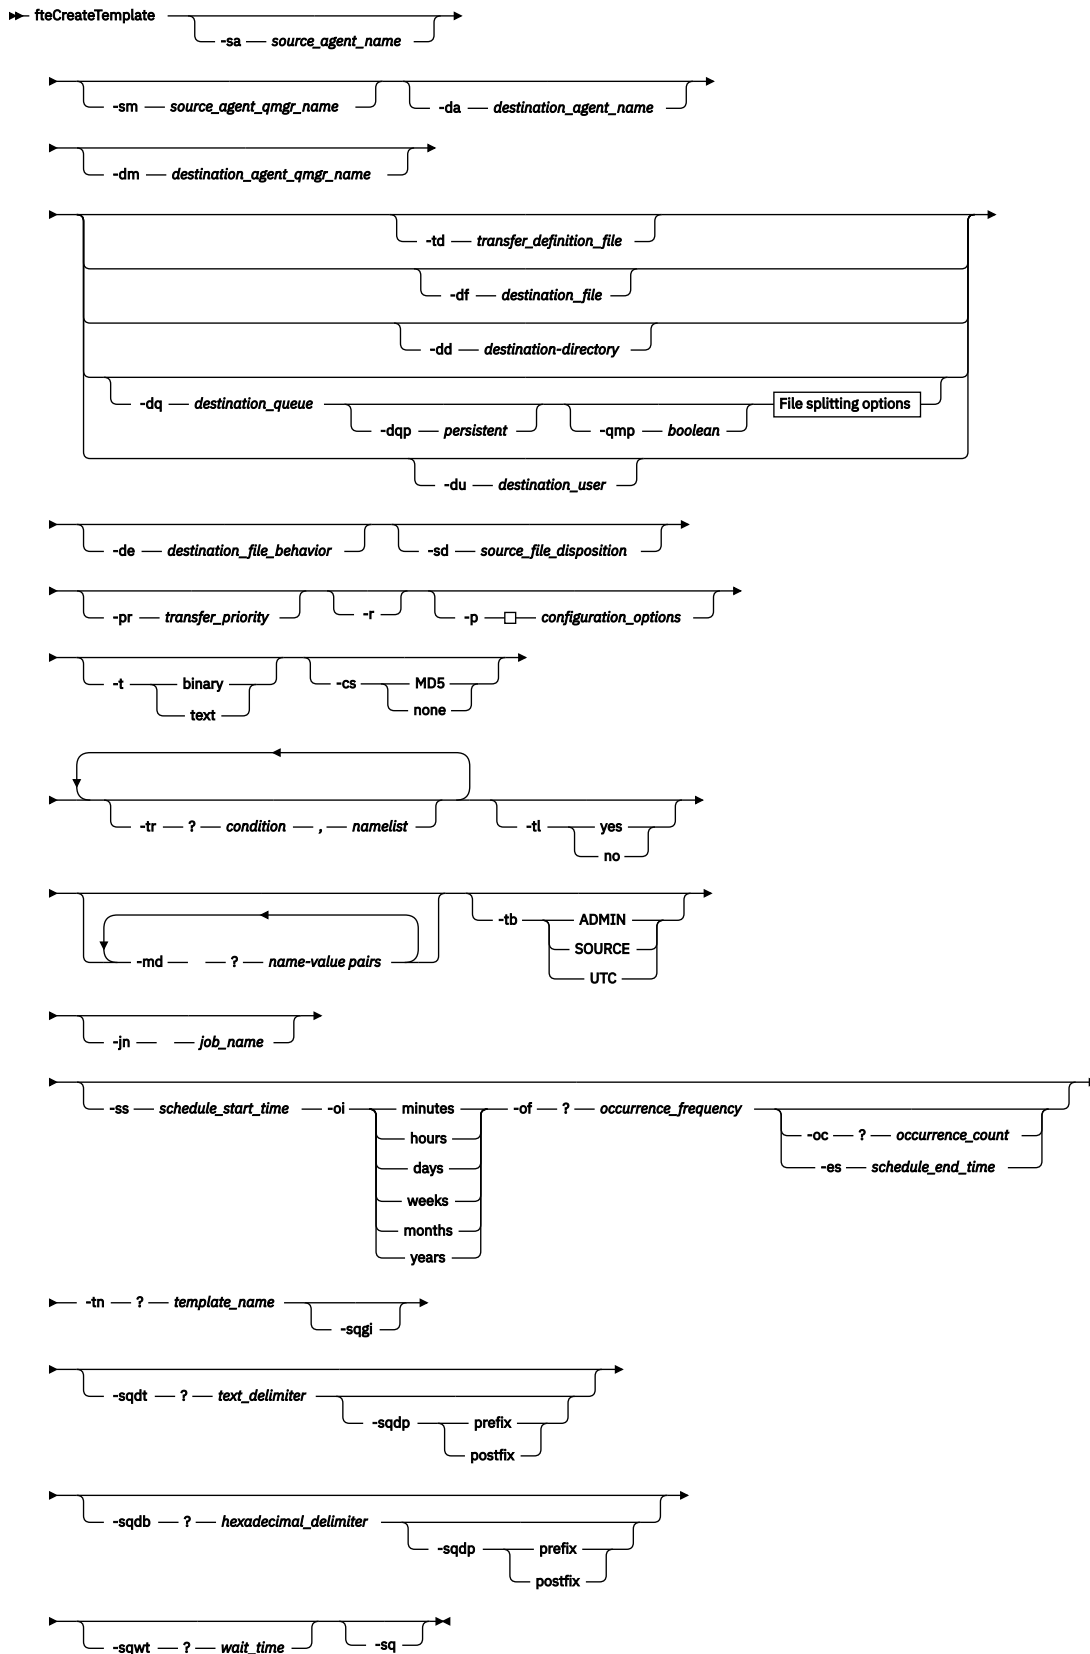 fteCreateTemplate
-sa source_agent_name
-sm source_agent_qmgr_name -da destination_agent_name
-dm destination_agent_qmgr_name
-td transfer_definition_file
-df destination_file
-dd destination-directory
-dq destination_queue File splitting options
-dqp persistent -qmp boolean
-du destination_user
-de destination_file_behavior -sd source_file_disposition
-pr transfer_priority -r -p configuration_options
-t binary -cs MD5
text none
-tr ? condition , namelist -tl yes
no
-tb ADMIN
SOURCE
-md ? name-value pairs
UTC
-jn job_name
-ss schedule_start_time -oi minutes -of ? occurrence_frequency
hours -oc ? occurrence_count
days -es schedule_end_time
weeks
months
years
-tn ? template_name
-sqgi
-sqdt ? text_delimiter
-sqdp prefix
postfix
-sqdb ? hexadecimal_delimiter
-sqdp prefix
postfix
-sqwt ? wait_time -sq